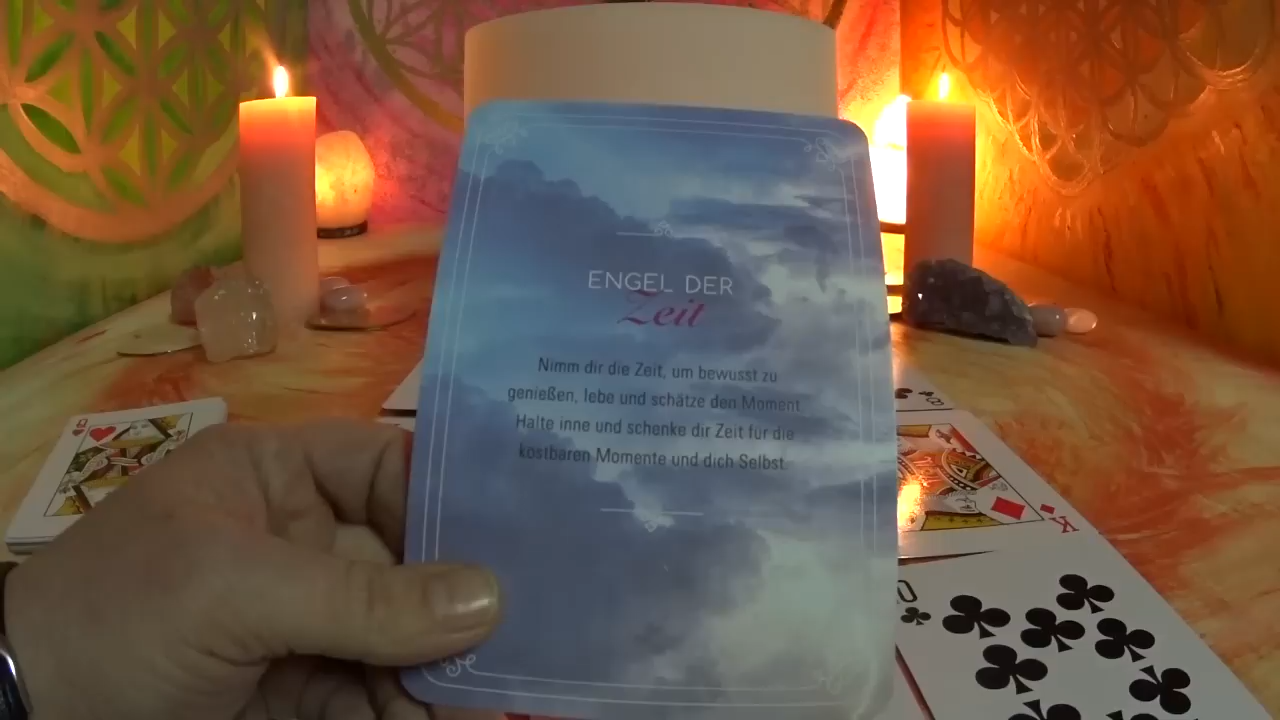 ENGEL DER
Zeit
Nimm dir die Zeit, um bewusst zu
genießen, lebe und schätze den Moment
Halte inne und schenke dir Zeit für die
kostbaren Momente und dich Selbst.
K